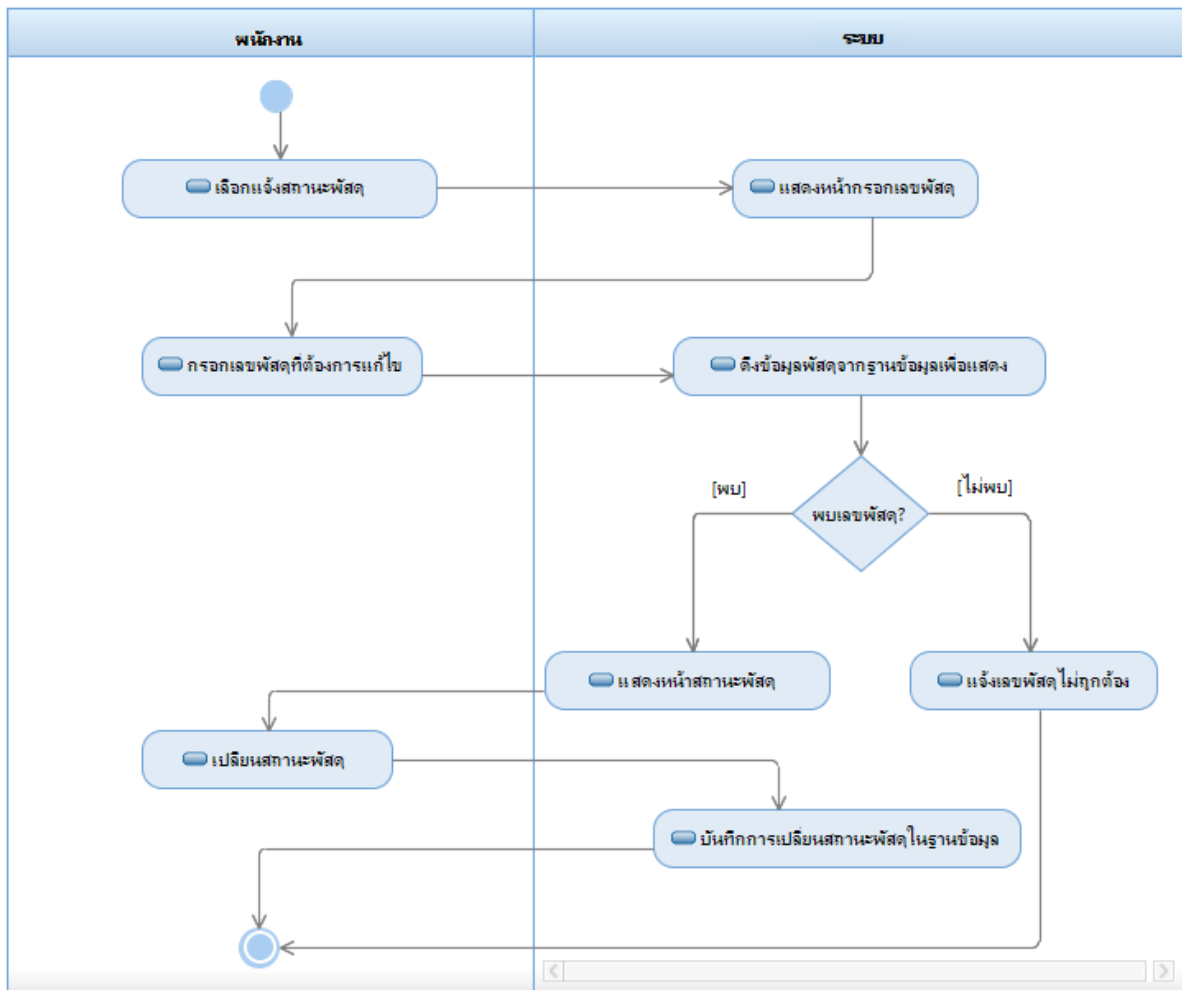 พนักงาน
ระบบ
เลือกแจ้งสถานะพัสดุ
แสดงหน้ากรอกเลขพัสดุ
กรอกเลขพัสดุที่ต้องการแก้ไข
ดึงข้อมูลพัสดุจากฐานข้อมูลเพื่อแสดง
[พบ]
[ไม่พบ]
พบเลขพัสดุ?
แสดงหน้าสถานะพัสดุ
แจ้งเลขพัสดุไม่ถูกต้อง
เปลี่ยนสถานะพัสดุ
บันทึกการเปลี่ยนสถานะพัสดุในฐานข้อมูล